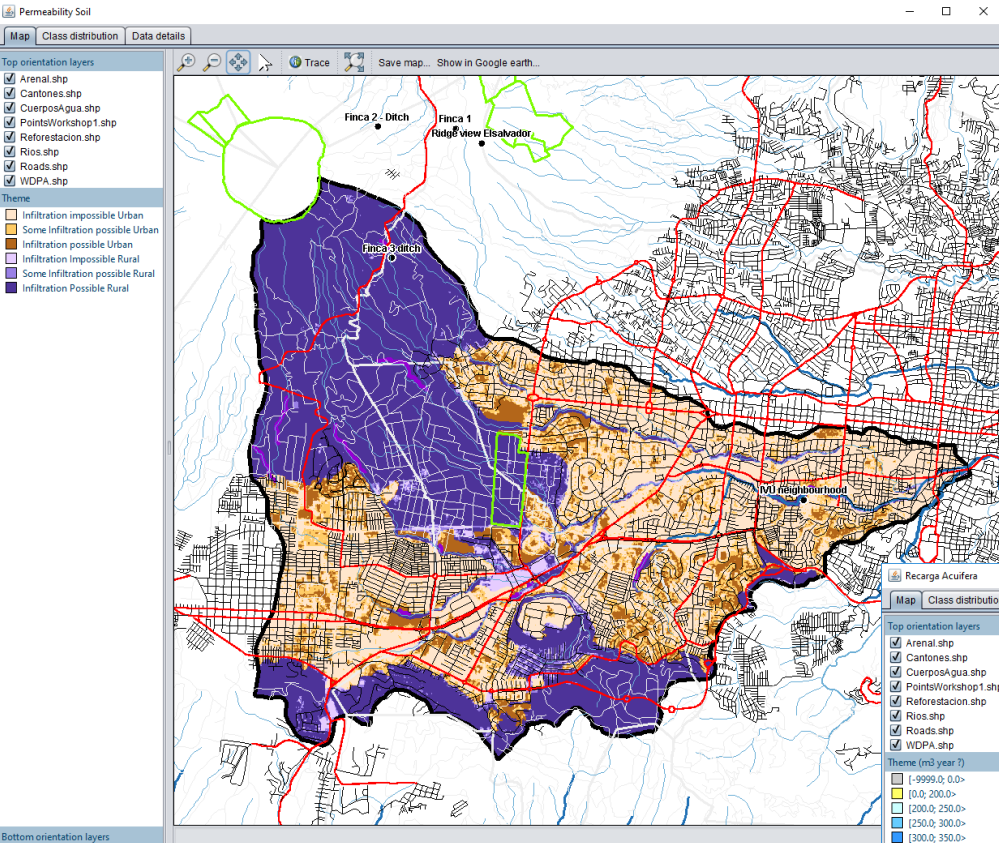 Permeability Soil
Map Class distribution Data details
Top orientation layers
Arenal.shp
Cantones.shp
CuerposAgua.shp
PointsWorkshop1.shp
Reforestacion.shp
Rios.shp
Roads.shp
WDPA.shp
Theme
Infiltration impossible Urban
Some Infiltration possible Urban
Infiltration possible Urban
Infiltration Impossible Rural
Some Infiltration possible Rural
Infiltration Possible Rural
Bottom orientation layers
Trace Save map... Show in Google earth...
Finca 2 - Ditch
Finca 1
Ridge view Elsalvador
Finca 3 ditch
IVU neighbourhood
Recarga Acuifera
Map Class distributio
Top orientation layers
Arenal.shp
Cantones.shp
CuerposAgua.shp
PointsWorkshop1.shp
Reforestacion.shp
Rios.shp
Roads.shp
WDPA.shp
Theme (m3 year ?)
[-9999.0; 0.0>
[0.0; 200.0>
[200.0; 250.0>
[250.0; 300.0>
[300.0; 350.0>